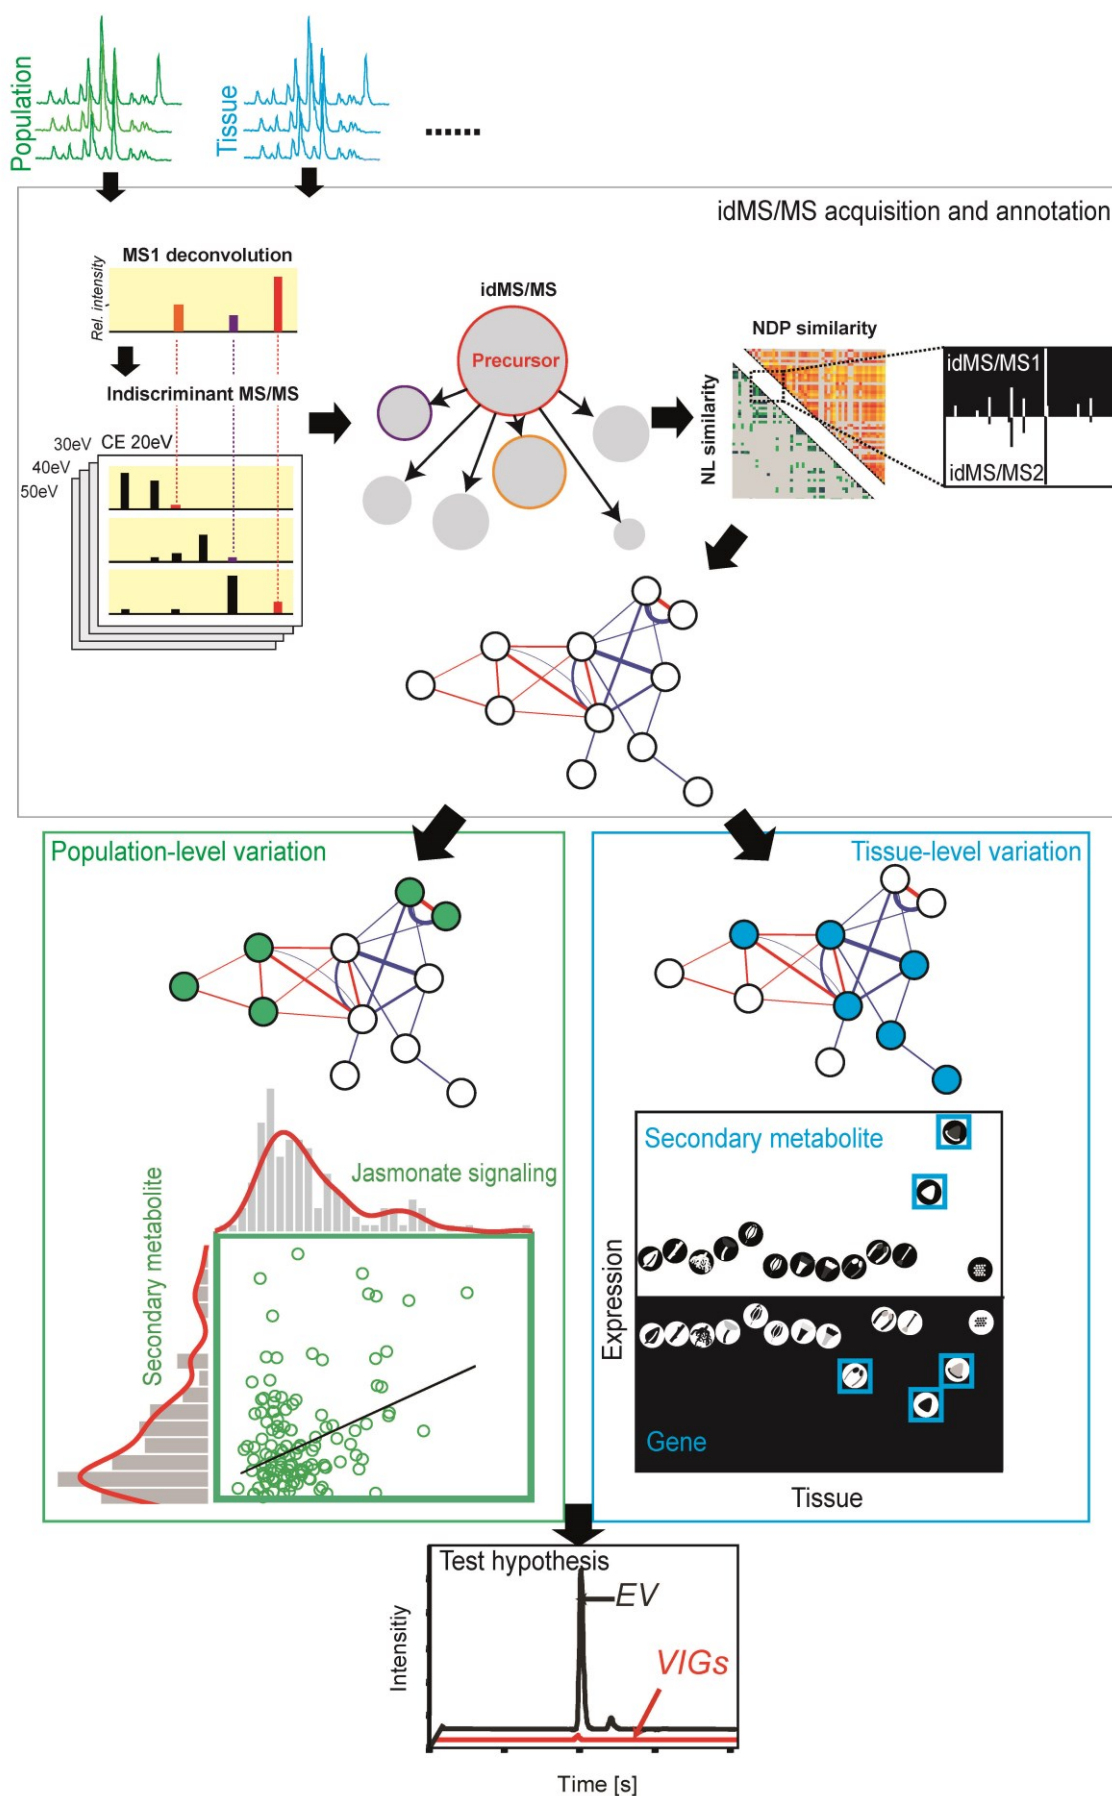 Population
Tissue
......
idMS/MS acquisition and annotation
MS1 deconvolution
Rel. intensity
Indiscriminant MS/MS
CE 20eV
30eV
40eV
50eV
idMS/MS
Precursor
NDP similarity
NL similarity
idMS/MS1
idMS/MS2
Population-level variation
Jasmonate signaling
Secondary metabolite
Tissue-level variation
Secondary metabolite
Expression
Gene
Tissue
Test hypothesis
EV
VIGs
Intensitiy
Time [s]